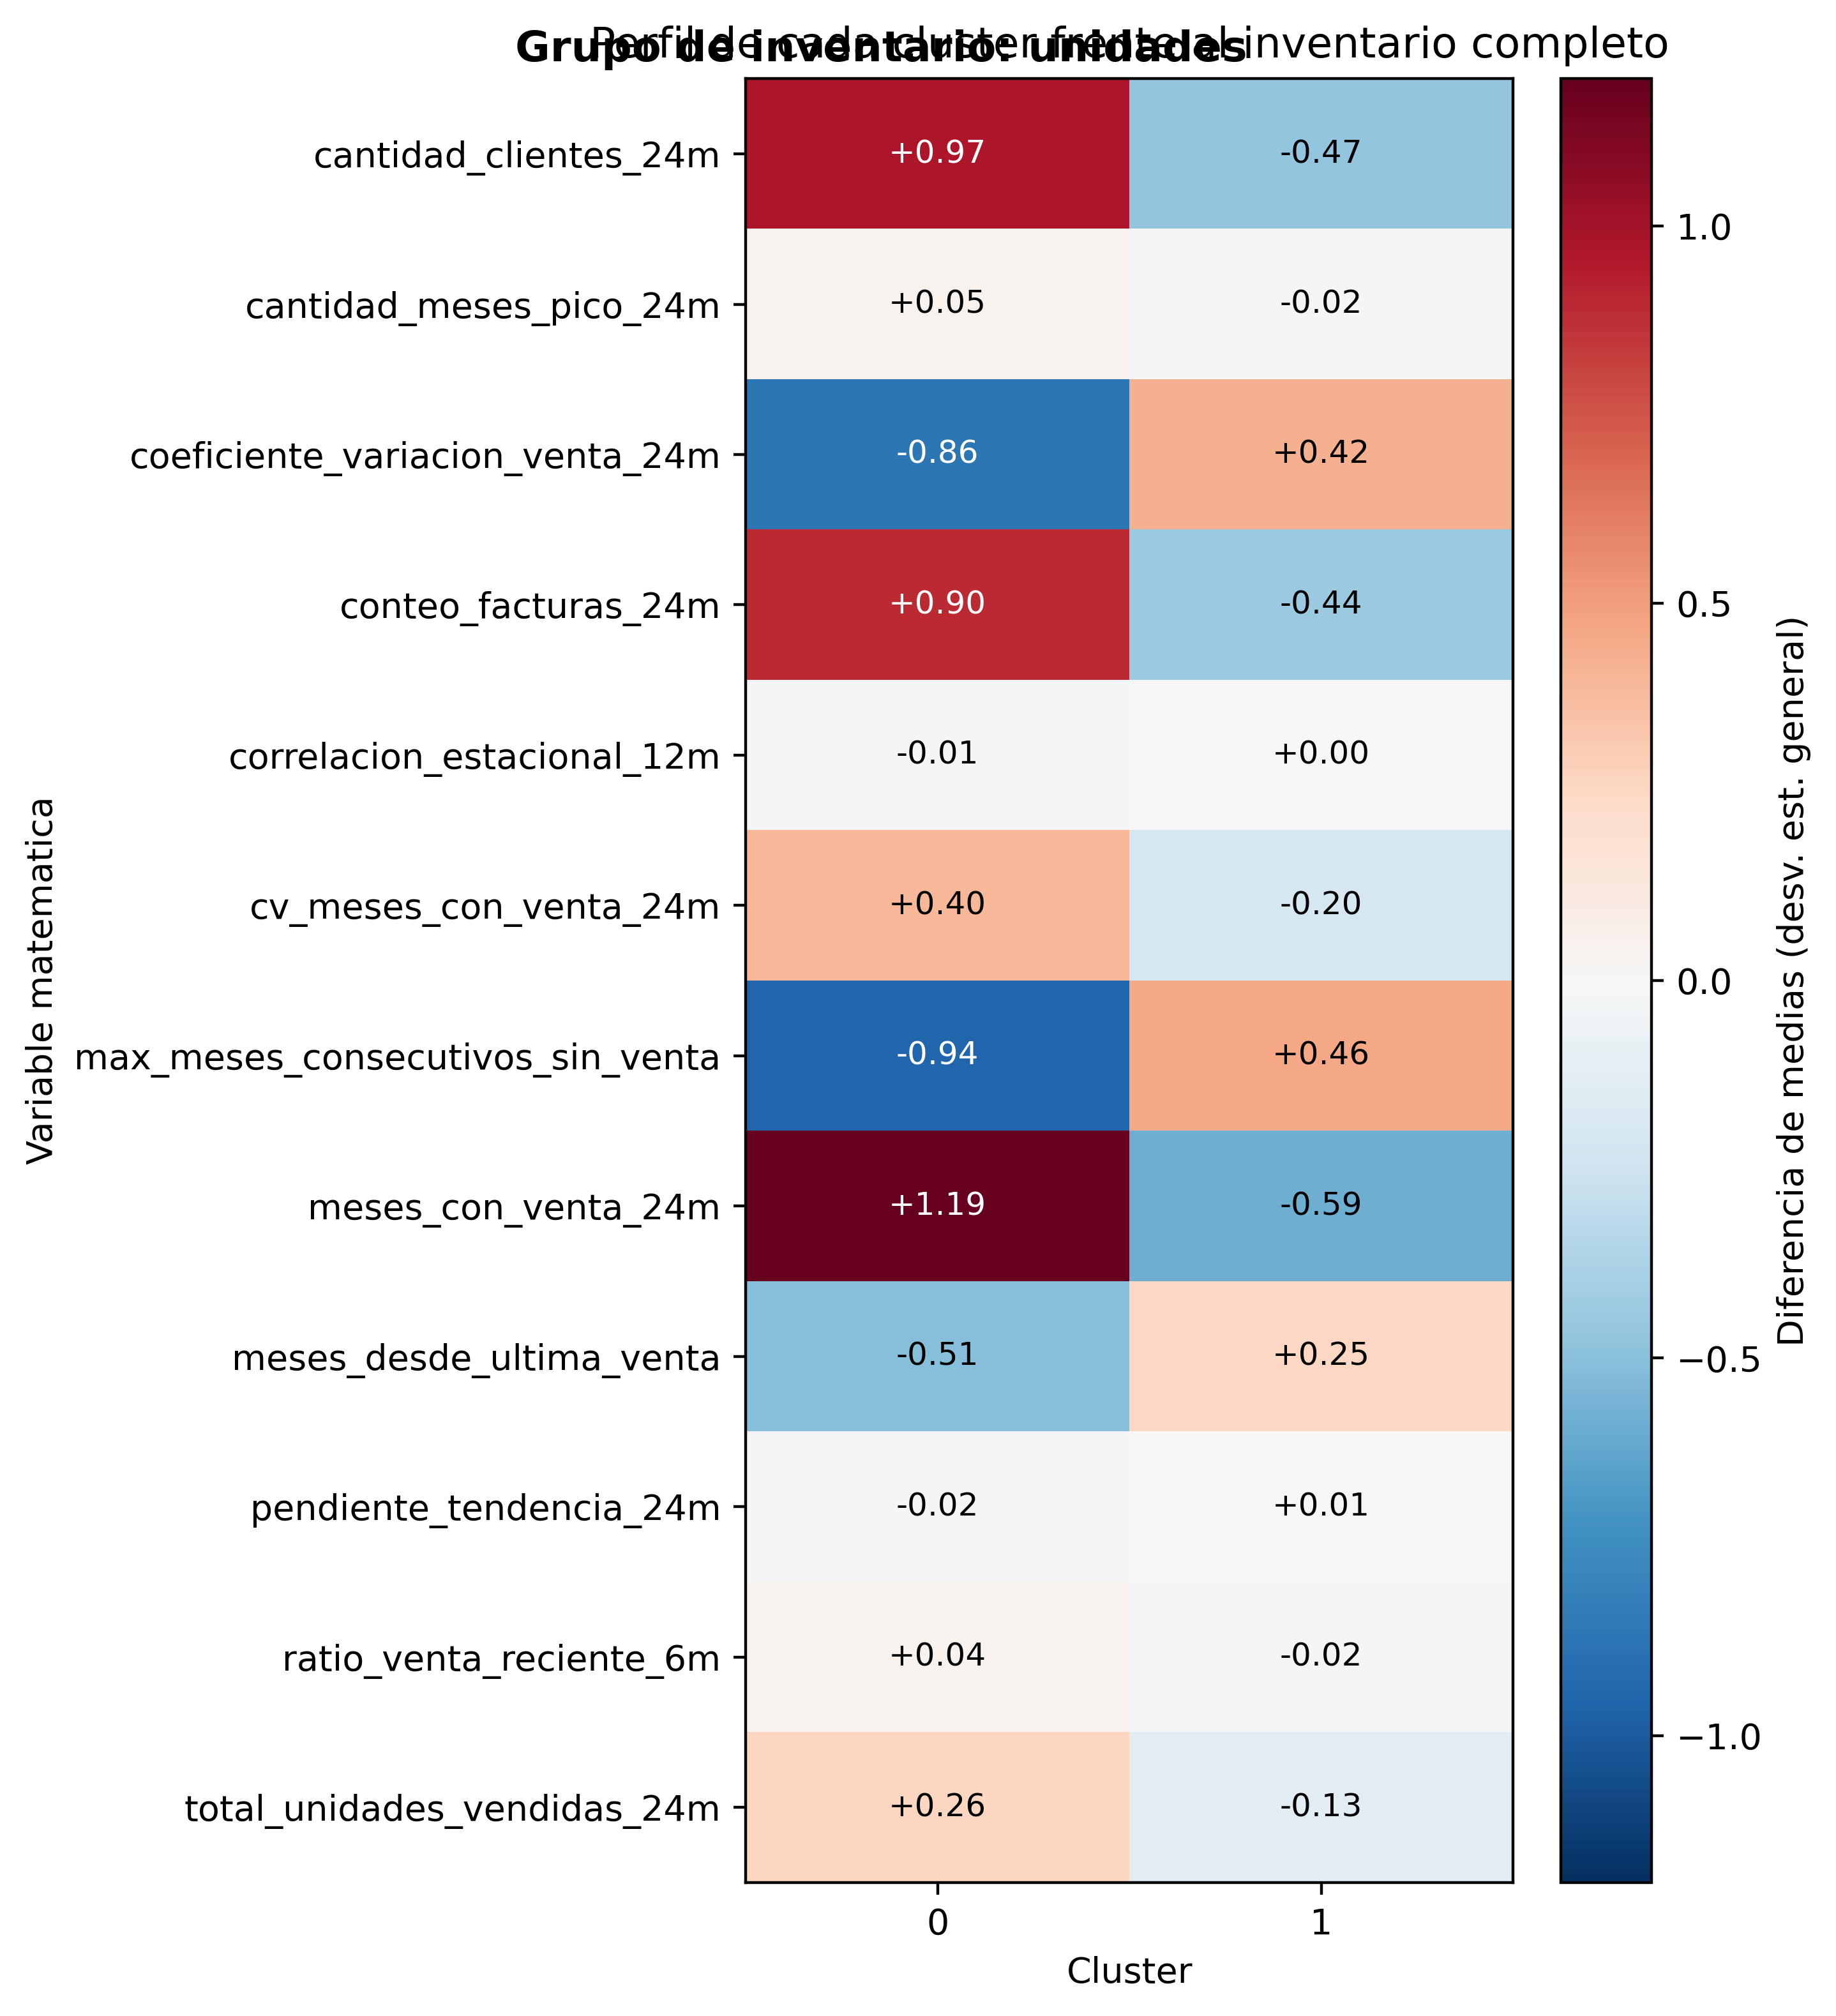 Grupo de inventario: unidades
Perfil de cada cluster frente al inventario completo
cantidad_clientes_24m +0.97 -0.47
cantidad_meses_pico_24m +0.05 -0.02
coeficiente_variacion_venta_24m -0.86 +0.42
conteo_facturas_24m +0.90 -0.44
correlacion_estacional_12m -0.01 +0.00
cv_meses_con_venta_24m +0.40 -0.20
max_meses_consecutivos_sin_venta -0.94 +0.46
meses_con_venta_24m +1.19 -0.59
meses_desde_ultima_venta -0.51 +0.25
pendiente_tendencia_24m -0.02 +0.01
ratio_venta_reciente_6m +0.04 -0.02
total_unidades_vendidas_24m +0.26 -0.13
Variable matematica
0 1
Cluster
1.0
0.5
0.0
−0.5
−1.0
Diferencia de medias (desv. est. general)